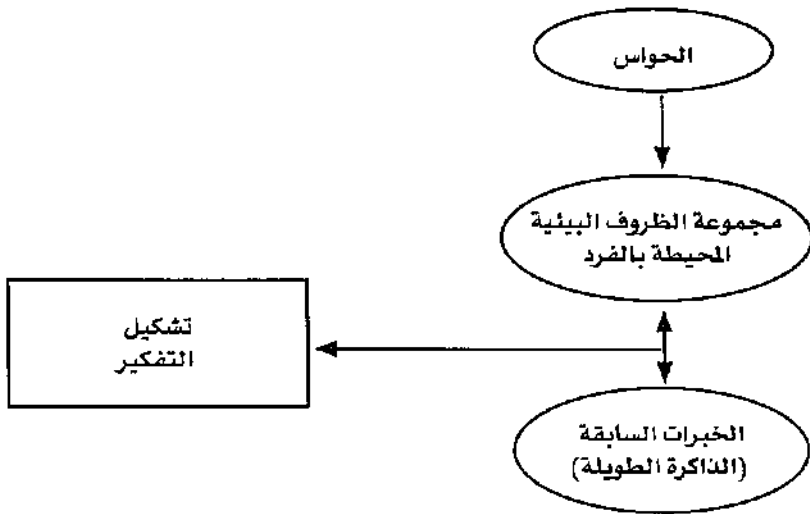 الحواس
مجموعة الظروف البيئية
المحيطة بالفرد
تشكيل
التفكير
الخبرات السابقة
(الذاكرة الطويلة)